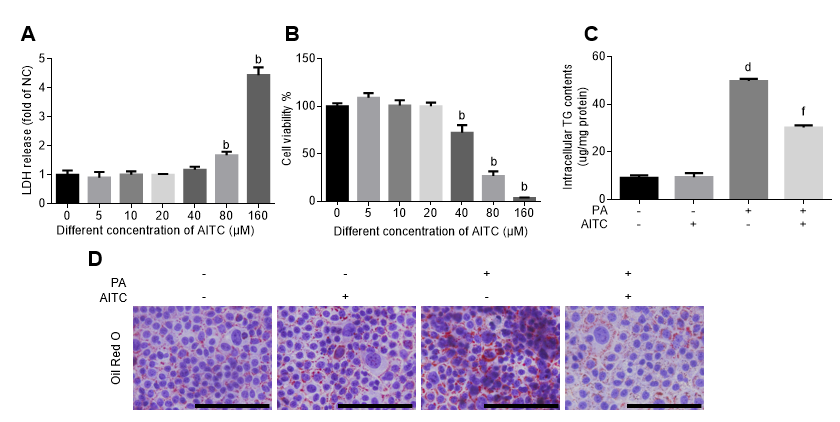 A
LDH release (fold of NC)
5
4
3
2
1
0
b
b
0 5 10 20 40 80 160
Different concentration of AITC (μM)
B
Cell viability %
150
100
50
0
b
b
b
0 5 10 20 40 80 160
Different concentration of AITC (μM)
C
Intracellular TG contents
(ug/mg protein)
60
40
20
0
d
f
PA - - + +
AITC - + - +
D
PA - - + +
AITC - + - +
Oil Red O